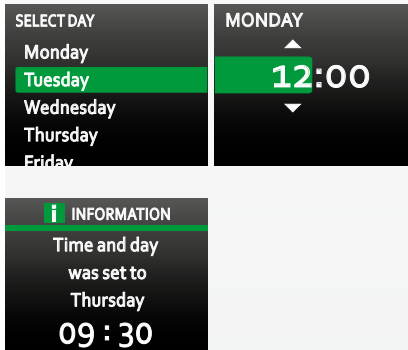 SELECT DAY
Monday
Tuesday
Wednesday
Thursday
Friday
MONDAY
12:00
i INFORMATION
Time and day
was set to
Thursday
09 : 30